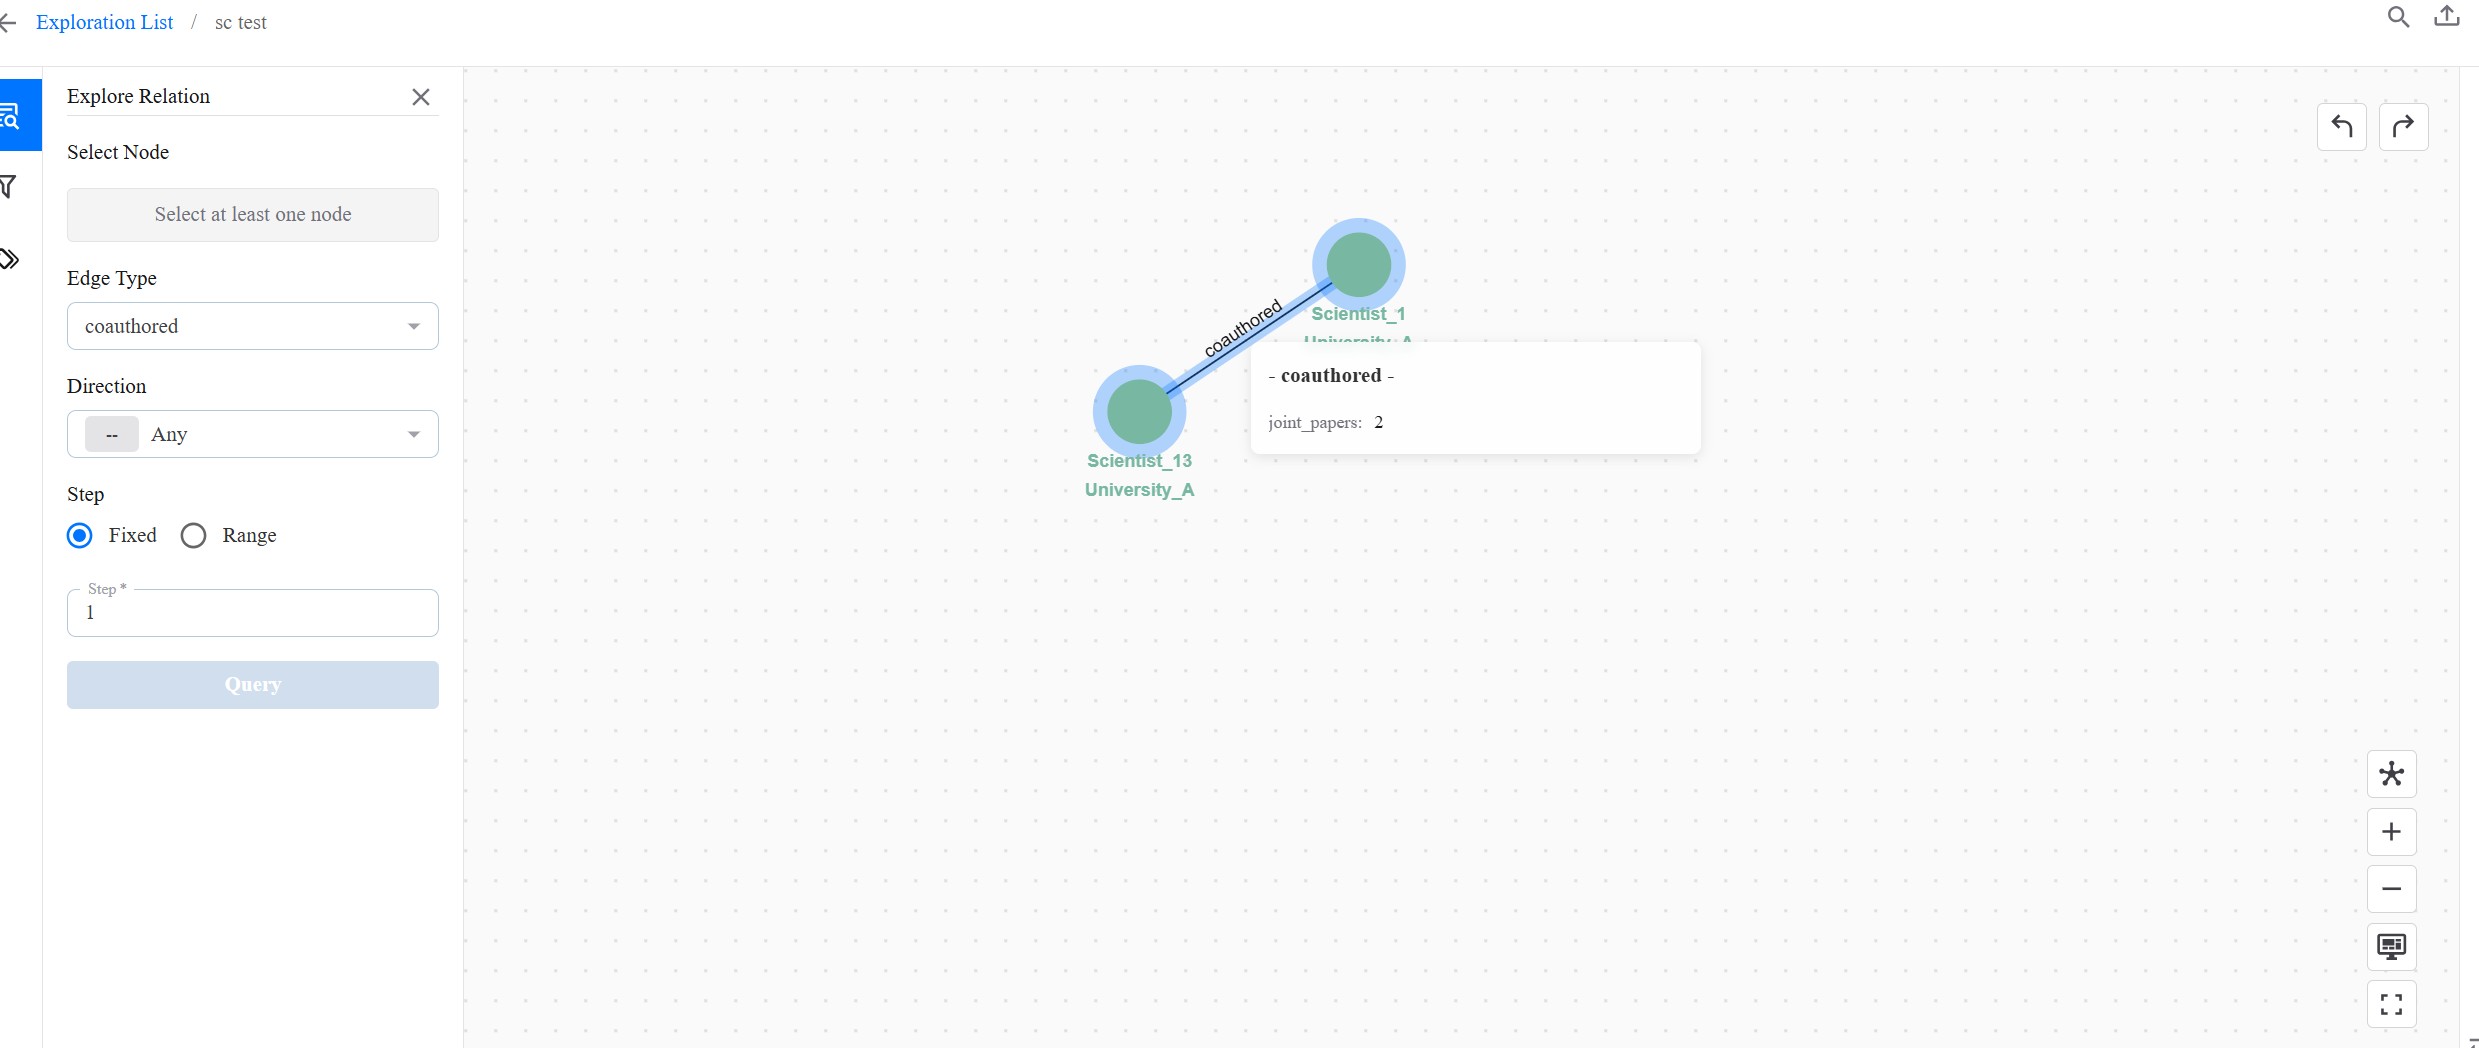 Exploration List / sc test
Explore Relation
Select Node
Select at least one node
Edge Type
coauthored
Direction
-- Any
Step
Fixed Range
Step *
1
Query
coauthored
Scientist_1
University_A
- coauthored -
joint_papers: 2
Scientist_13
University_A